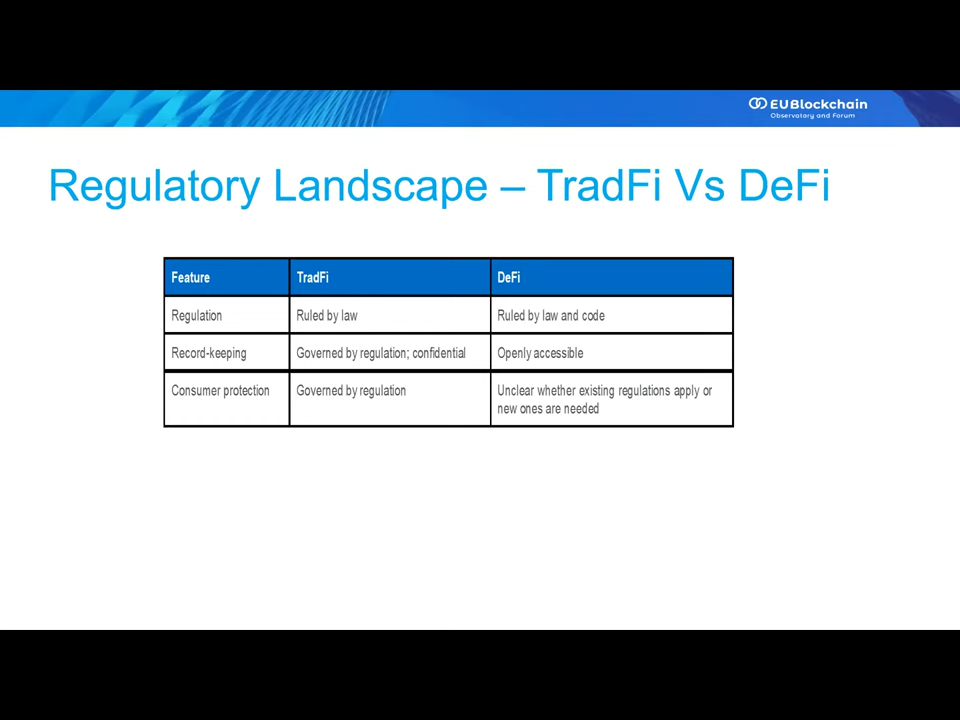 EUBlockchain
Observatory and Forum
Regulatory Landscape – TradFi Vs DeFi
Feature TradFi DeFi
Regulation Ruled by law Ruled by law and code
Record-keeping Governed by regulation; confidential Openly accessible
Consumer protection Governed by regulation Unclear whether existing regulations apply or
new ones are needed